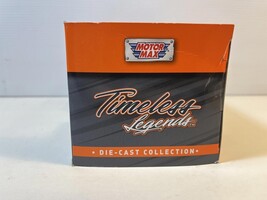 MOTOR
MAX
Timeless
Legends
• DIE-CAST COLLECTION •